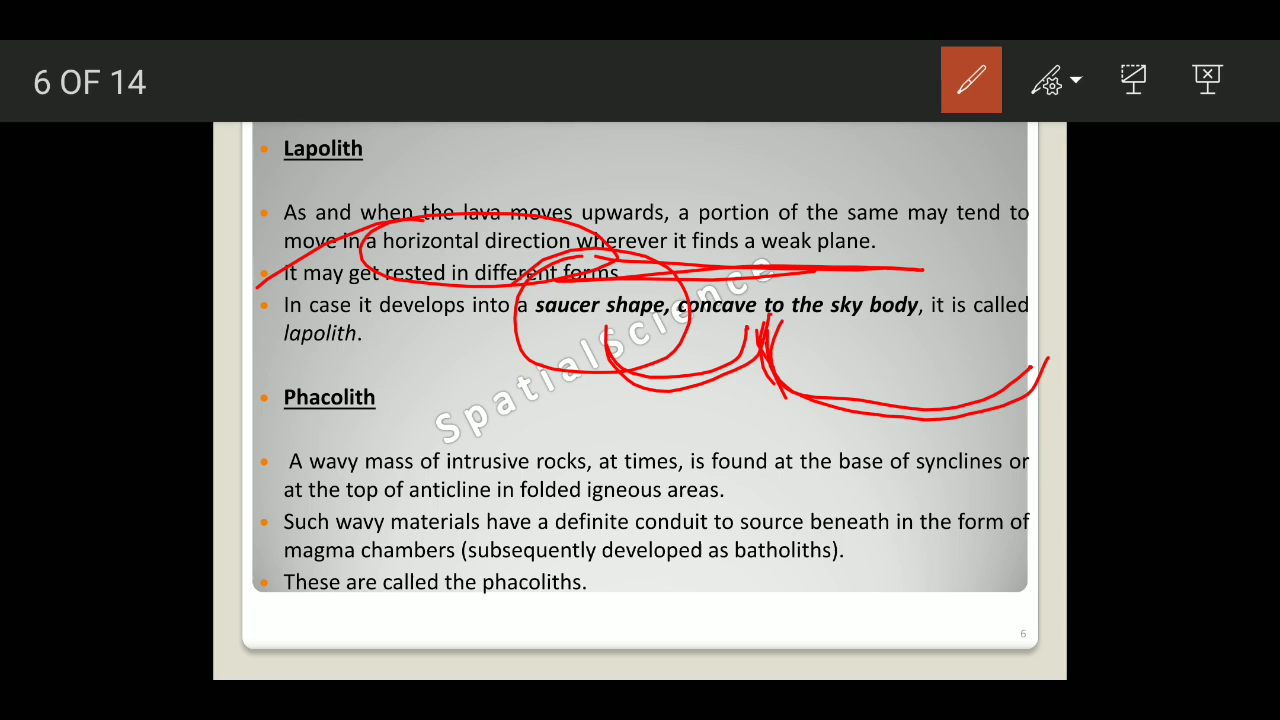 6 OF 14
Lapolith
As and when the lava moves upwards, a portion of the same may tend to
move in a horizontal direction wherever it finds a weak plane.
It may get rested in different forms.
In case it develops into a saucer shape, concave to the sky body, it is called
lapolith.
SpatialScience
Phacolith
A wavy mass of intrusive rocks, at times, is found at the base of synclines or
at the top of anticline in folded igneous areas.
Such wavy materials have a definite conduit to source beneath in the form of
magma chambers (subsequently developed as batholiths).
These are called the phacoliths.
6